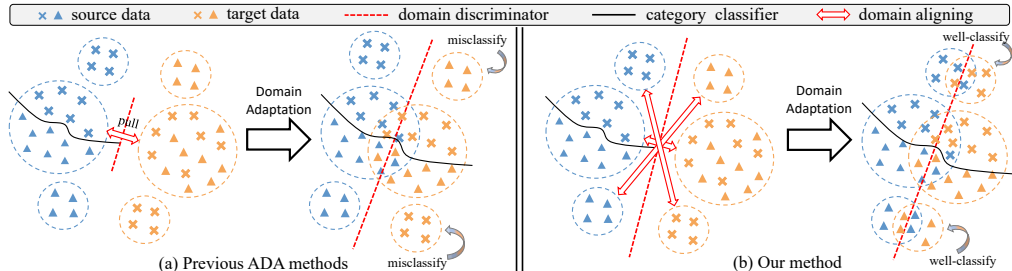 source data target data domain discriminator category classifier domain aligning
misclassify
pull
Domain
Adaptation
misclassify
(a) Previous ADA methods
well-classify
Domain
Adaptation
well-classify
(b) Our method